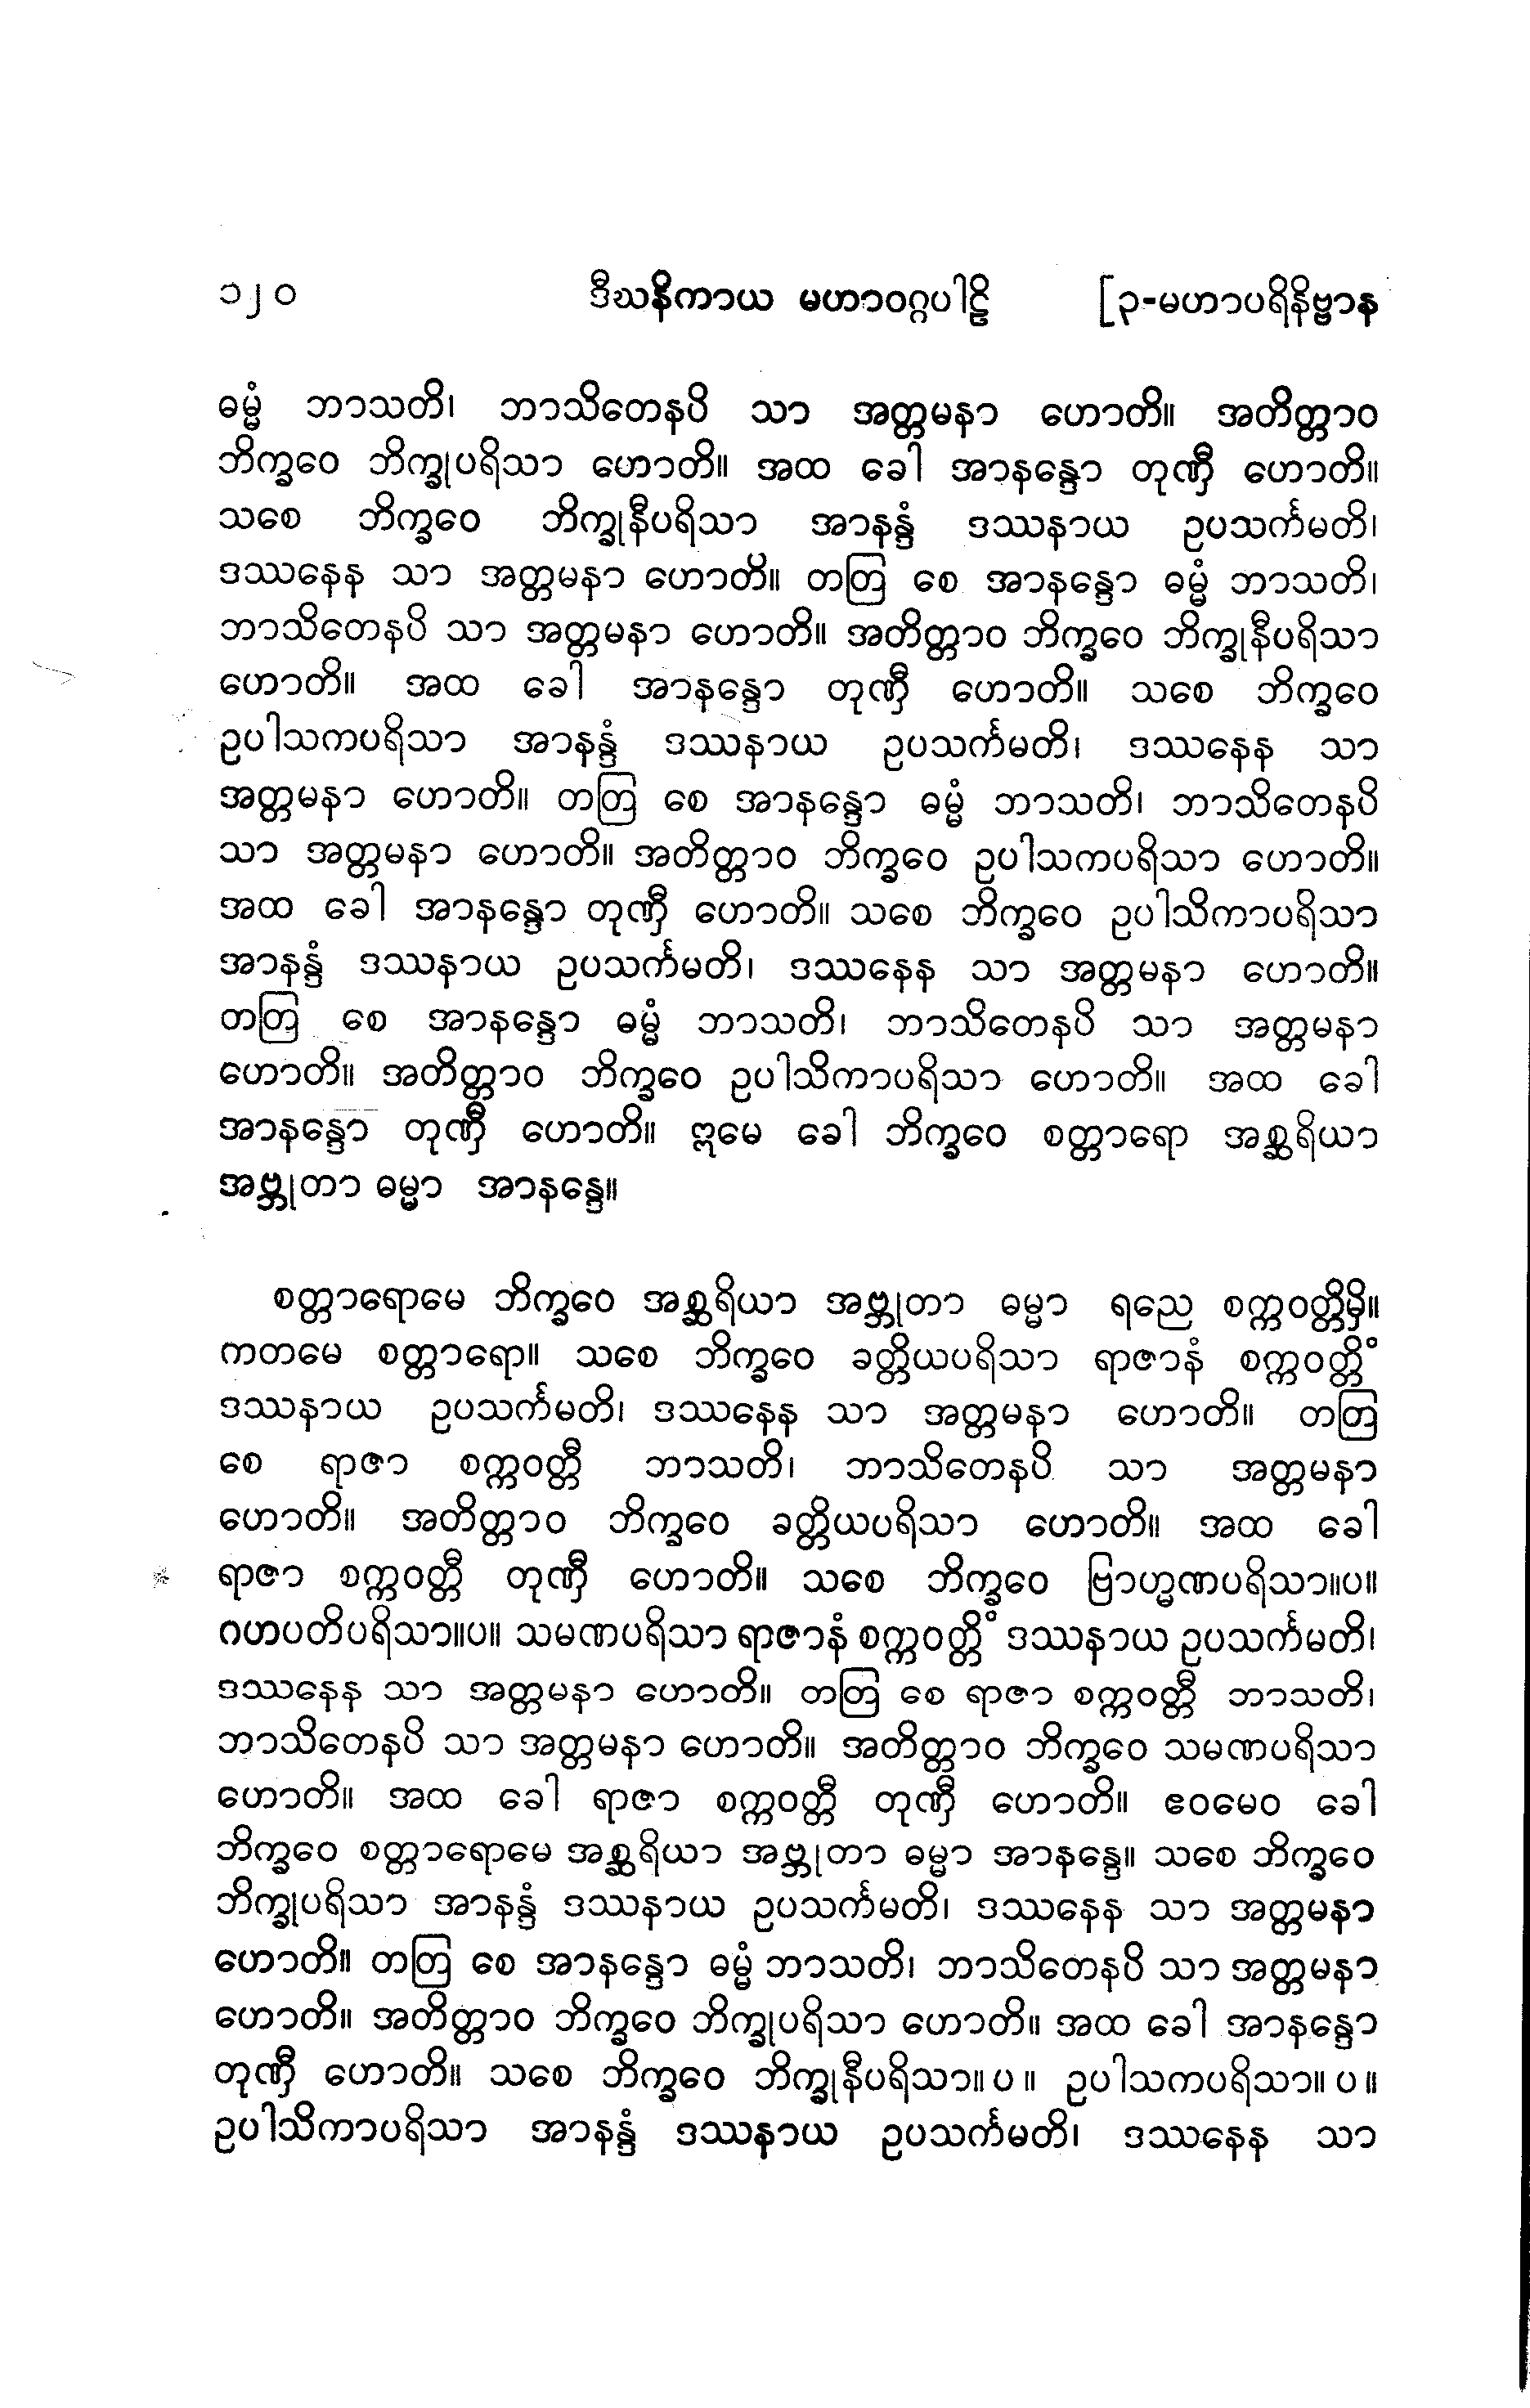 ၁၂၀ ဒီဃနိကာယ မဟာဝဂ္ဂပါဠိ [၃-မဟာပရိနိဗ္ဗာန
ဓမ္မံ ဘာသတိ၊ ဘာသိတေနပိ သာ အတ္တမနာ ဟောတိ။ အတိတ္တာဝ
ဘိက္ခဝေ ဘိက္ခုပရိသာ ဟောတိ။ အထ ခေါ အာနန္ဒော တုဏှီ ဟောတိ။
သစေ ဘိက္ခဝေ ဘိက္ခုနီပရိသာ အာနန္ဒံ ဒဿနာယ ဥပသင်္ကမတိ၊
ဒဿနေန သာ အတ္တမနာ ဟောတိ။ တတြ စေ အာနန္ဒော ဓမ္မံ ဘာသတိ၊
ဘာသိတေနပိ သာ အတ္တမနာ ဟောတိ။ အတိတ္တာဝ ဘိက္ခဝေ ဘိက္ခုနီပရိသာ
ဟောတိ။ အထ ခေါ အာနန္ဒော တုဏှီ ဟောတိ။ သစေ ဘိက္ခဝေ
ဥပါသကပရိသာ အာနန္ဒံ ဒဿနာယ ဥပသင်္ကမတိ၊ ဒဿနေန သာ
အတ္တမနာ ဟောတိ။ တတြ စေ အာနန္ဒော ဓမ္မံ ဘာသတိ၊ ဘာသိတေနပိ
သာ အတ္တမနာ ဟောတိ။ အတိတ္တာဝ ဘိက္ခဝေ ဥပါသကပရိသာ ဟောတိ။
အထ ခေါ အာနန္ဒော တုဏှီ ဟောတိ။ သစေ ဘိက္ခဝေ ဥပါသိကာပရိသာ
အာနန္ဒံ ဒဿနာယ ဥပသင်္ကမတိ၊ ဒဿနေန သာ အတ္တမနာ ဟောတိ။
တတြ စေ အာနန္ဒော ဓမ္မံ ဘာသတိ၊ ဘာသိတေနပိ သာ အတ္တမနာ
ဟောတိ။ အတိတ္တာဝ ဘိက္ခဝေ ဥပါသိကာပရိသာ ဟောတိ။ အထ ခေါ
အာနန္ဒော တုဏှီ ဟောတိ။ ဣမေ ခေါ ဘိက္ခဝေ စတ္တာရော အစ္ဆရိယာ
အဗ္ဘုတာ ဓမ္မာ အာနန္ဒေ။
စတ္တာရောမေ ဘိက္ခဝေ အစ္ဆရိယာ အဗ္ဘုတာ ဓမ္မာ ရညေ စက္ကဝတ္တိမှိ။
ကတမေ စတ္တာရော။ သစေ ဘိက္ခဝေ ခတ္တိယပရိသာ ရာဇာနံ စက္ကဝတ္တိံ
ဒဿနာယ ဥပသင်္ကမတိ၊ ဒဿနေန သာ အတ္တမနာ ဟောတိ။ တတြ
စေ ရာဇာ စက္ကဝတ္တီ ဘာသတိ၊ ဘာသိတေနပိ သာ အတ္တမနာ
ဟောတိ။ အတိတ္တာဝ ဘိက္ခဝေ ခတ္တိယပရိသာ ဟောတိ။ အထ ခေါ
ရာဇာ စက္ကဝတ္တီ တုဏှီ ဟောတိ။ သစေ ဘိက္ခဝေ ဗြာဟ္မဏပရိသာ။ပ။
ဂဟပတိပရိသာ။ပ။ သမဏပရိသာ ရာဇာနံ စက္ကဝတ္တိံ ဒဿနာယ ဥပသင်္ကမတိ၊
ဒဿနေန သာ အတ္တမနာ ဟောတိ။ တတြ စေ ရာဇာ စက္ကဝတ္တီ ဘာသတိ၊
ဘာသိတေနပိ သာ အတ္တမနာ ဟောတိ။ အတိတ္တာဝ ဘိက္ခဝေ သမဏပရိသာ
ဟောတိ။ အထ ခေါ ရာဇာ စက္ကဝတ္တီ တုဏှီ ဟောတိ။ ဧဝမေဝ ခေါ
ဘိက္ခဝေ စတ္တာရောမေ အစ္ဆရိယာ အဗ္ဘုတာ ဓမ္မာ အာနန္ဒေ။ သစေ ဘိက္ခဝေ
ဘိက္ခုပရိသာ အာနန္ဒံ ဒဿနာယ ဥပသင်္ကမတိ၊ ဒဿနေန သာ အတ္တမနာ
ဟောတိ။ တတြ စေ အာနန္ဒော ဓမ္မံ ဘာသတိ၊ ဘာသိတေနပိ သာ အတ္တမနာ
ဟောတိ။ အတိတ္တာဝ ဘိက္ခဝေ ဘိက္ခုပရိသာ ဟောတိ။ အထ ခေါ အာနန္ဒော
တုဏှီ ဟောတိ။ သစေ ဘိက္ခဝေ ဘိက္ခုနီပရိသာ။ ပ ။ ဥပါသကပရိသာ။ ပ ။
ဥပါသိကာပရိသာ အာနန္ဒံ ဒဿနာယ ဥပသင်္ကမတိ၊ ဒဿနေန သာ